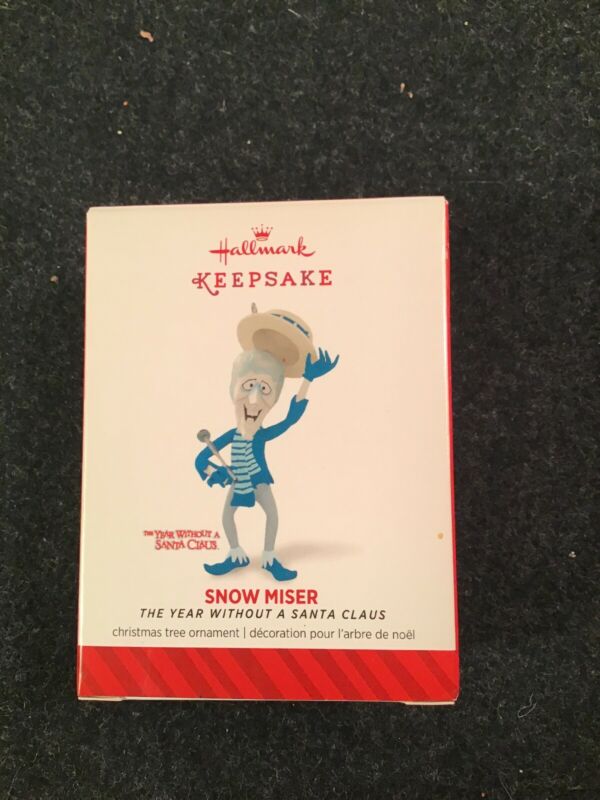 Hallmark
KEEPSAKE
THE YEAR WITHOUT A
SANTA CLAUS
SNOW MISER
THE YEAR WITHOUT A SANTA CLAUS
christmas tree ornament | décoration pour l'arbre de noël